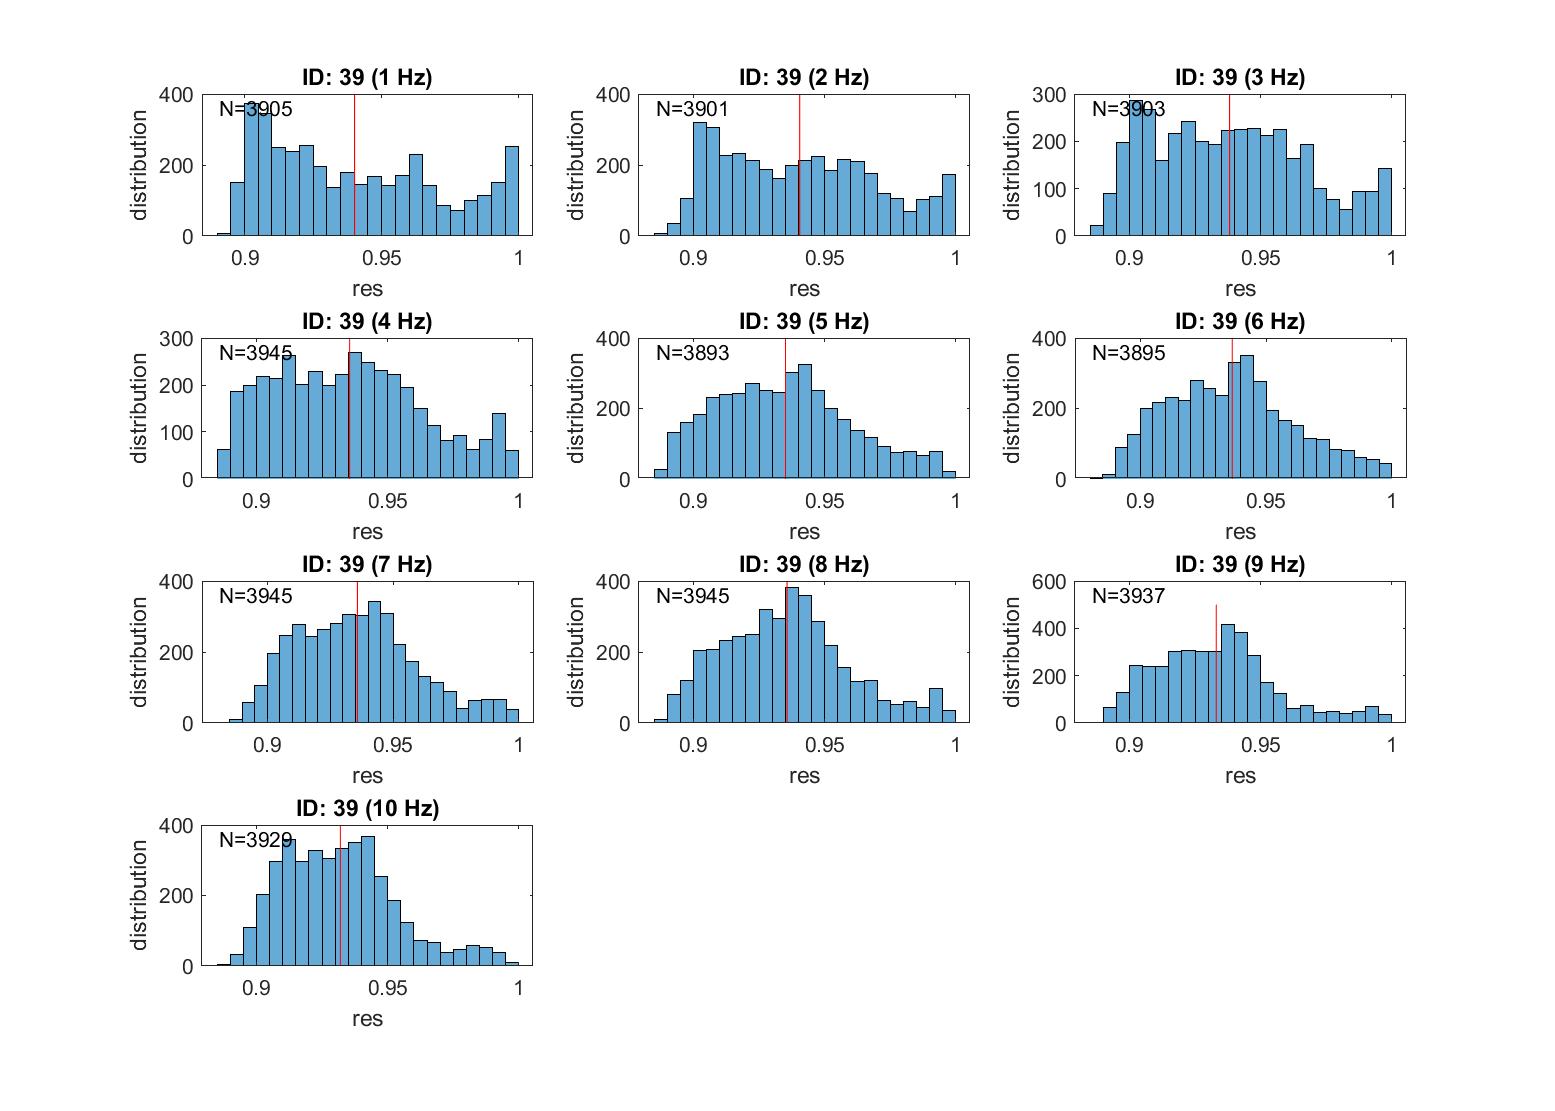 ID: 39 (1 Hz)
N=3905
distribution
400
200
0
0.9 0.95 1
res
ID: 39 (2 Hz)
N=3901
distribution
400
200
0
0.9 0.95 1
res
ID: 39 (3 Hz)
N=3903
distribution
300
200
100
0
0.9 0.95 1
res
ID: 39 (4 Hz)
N=3945
distribution
300
200
100
0
0.9 0.95 1
res
ID: 39 (5 Hz)
N=3893
distribution
400
200
0
0.9 0.95 1
res
ID: 39 (6 Hz)
N=3895
distribution
400
200
0
0.9 0.95 1
res
ID: 39 (7 Hz)
N=3945
distribution
400
200
0
0.9 0.95 1
res
ID: 39 (8 Hz)
N=3945
distribution
400
200
0
0.9 0.95 1
res
ID: 39 (9 Hz)
N=3937
distribution
600
400
200
0
0.9 0.95 1
res
ID: 39 (10 Hz)
N=3929
distribution
400
200
0
0.9 0.95 1
res